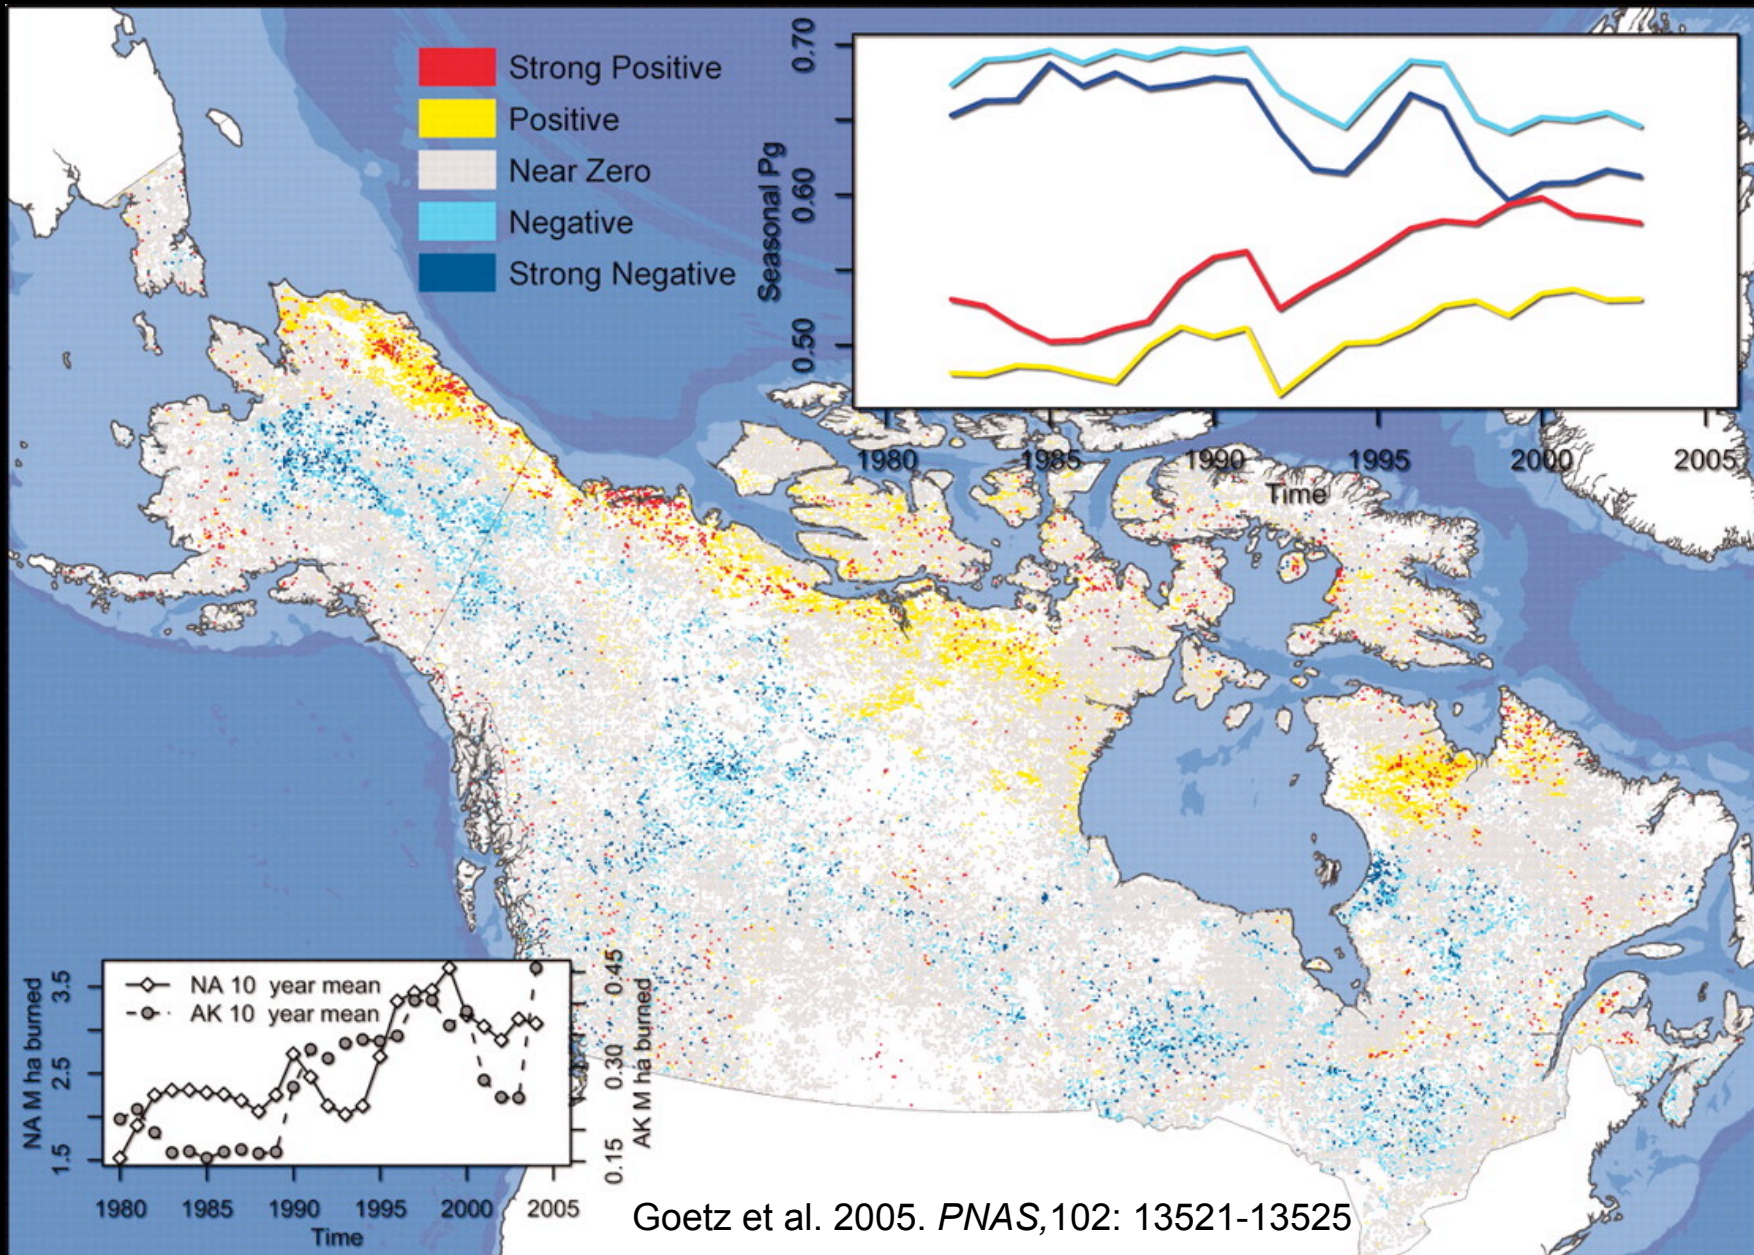 Strong Positive
Positive
Near Zero
Negative
Strong Negative
Seasonal Pg
0.70
0.60
0.50
1980 1985 1990 1995 2000 2005
Time
NA M ha burned
3.5
2.5
1.5
NA 10 year mean
AK 10 year mean
0.45
0.30
0.15
AK M ha burned
1980 1985 1990 1995 2000 2005
Time
Goetz et al. 2005. PNAS,102: 13521-13525